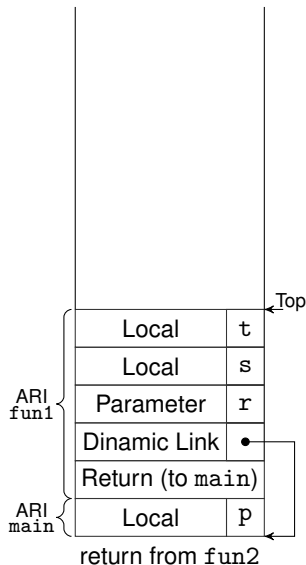 Top
Local t
Local s
ARI
fun1
Parameter r
Dinamic Link
Return (to main)
ARI
main
Local p
return from fun2